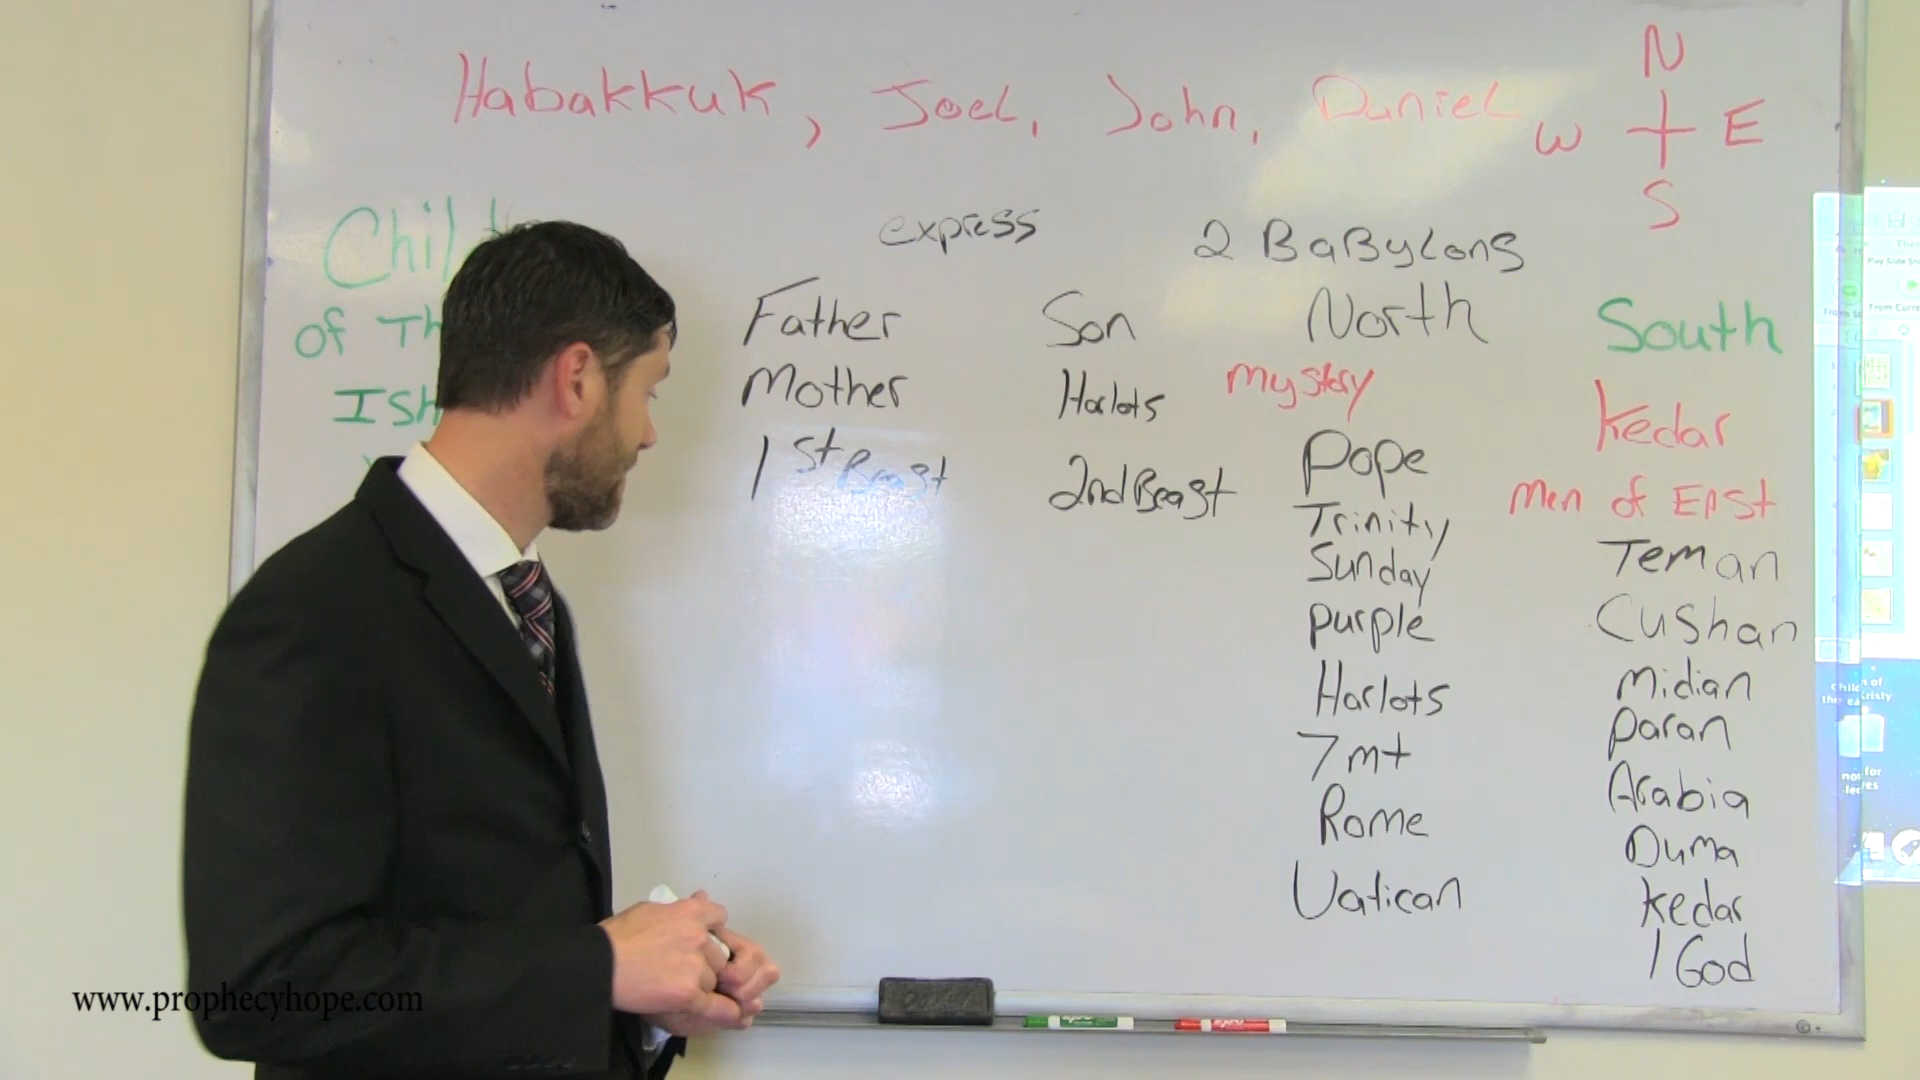 Habakkuk, Joel, John, Daniel
N
W E
S
Chil
of Th
ISH
express
Father
Mother
1st Beast
Son
Harlots
2nd Beast
2 BaBylons
North
mystery
Pope
Trinity
Sunday
purple
Harlots
7 mt
Rome
Vatican
South
Kedar
Men of EAst
Teman
Cushan
Midian
Paran
Arabia
Duma
Kedar
1 God
www.prophecyhope.com